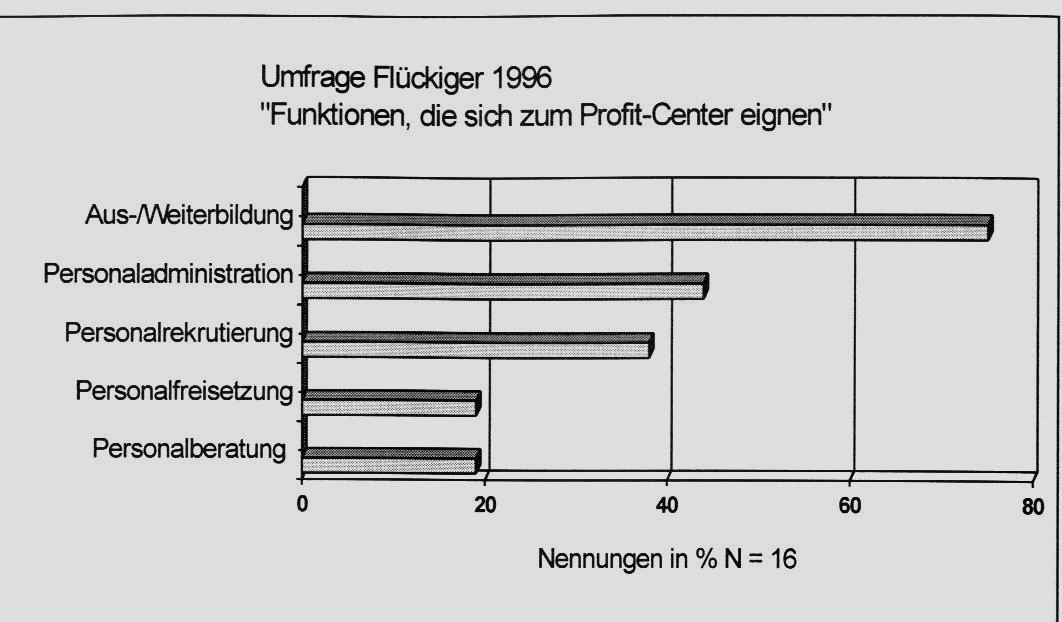 Umfrage Flückiger 1996
"Funktionen, die sich zum Profit-Center eignen"
Aus-/Weiterbildung
Personaladministration
Personalrekrutierung
Personalfreisetzung
Personalberatung
0 20 40 60 80
Nennungen in % N = 16